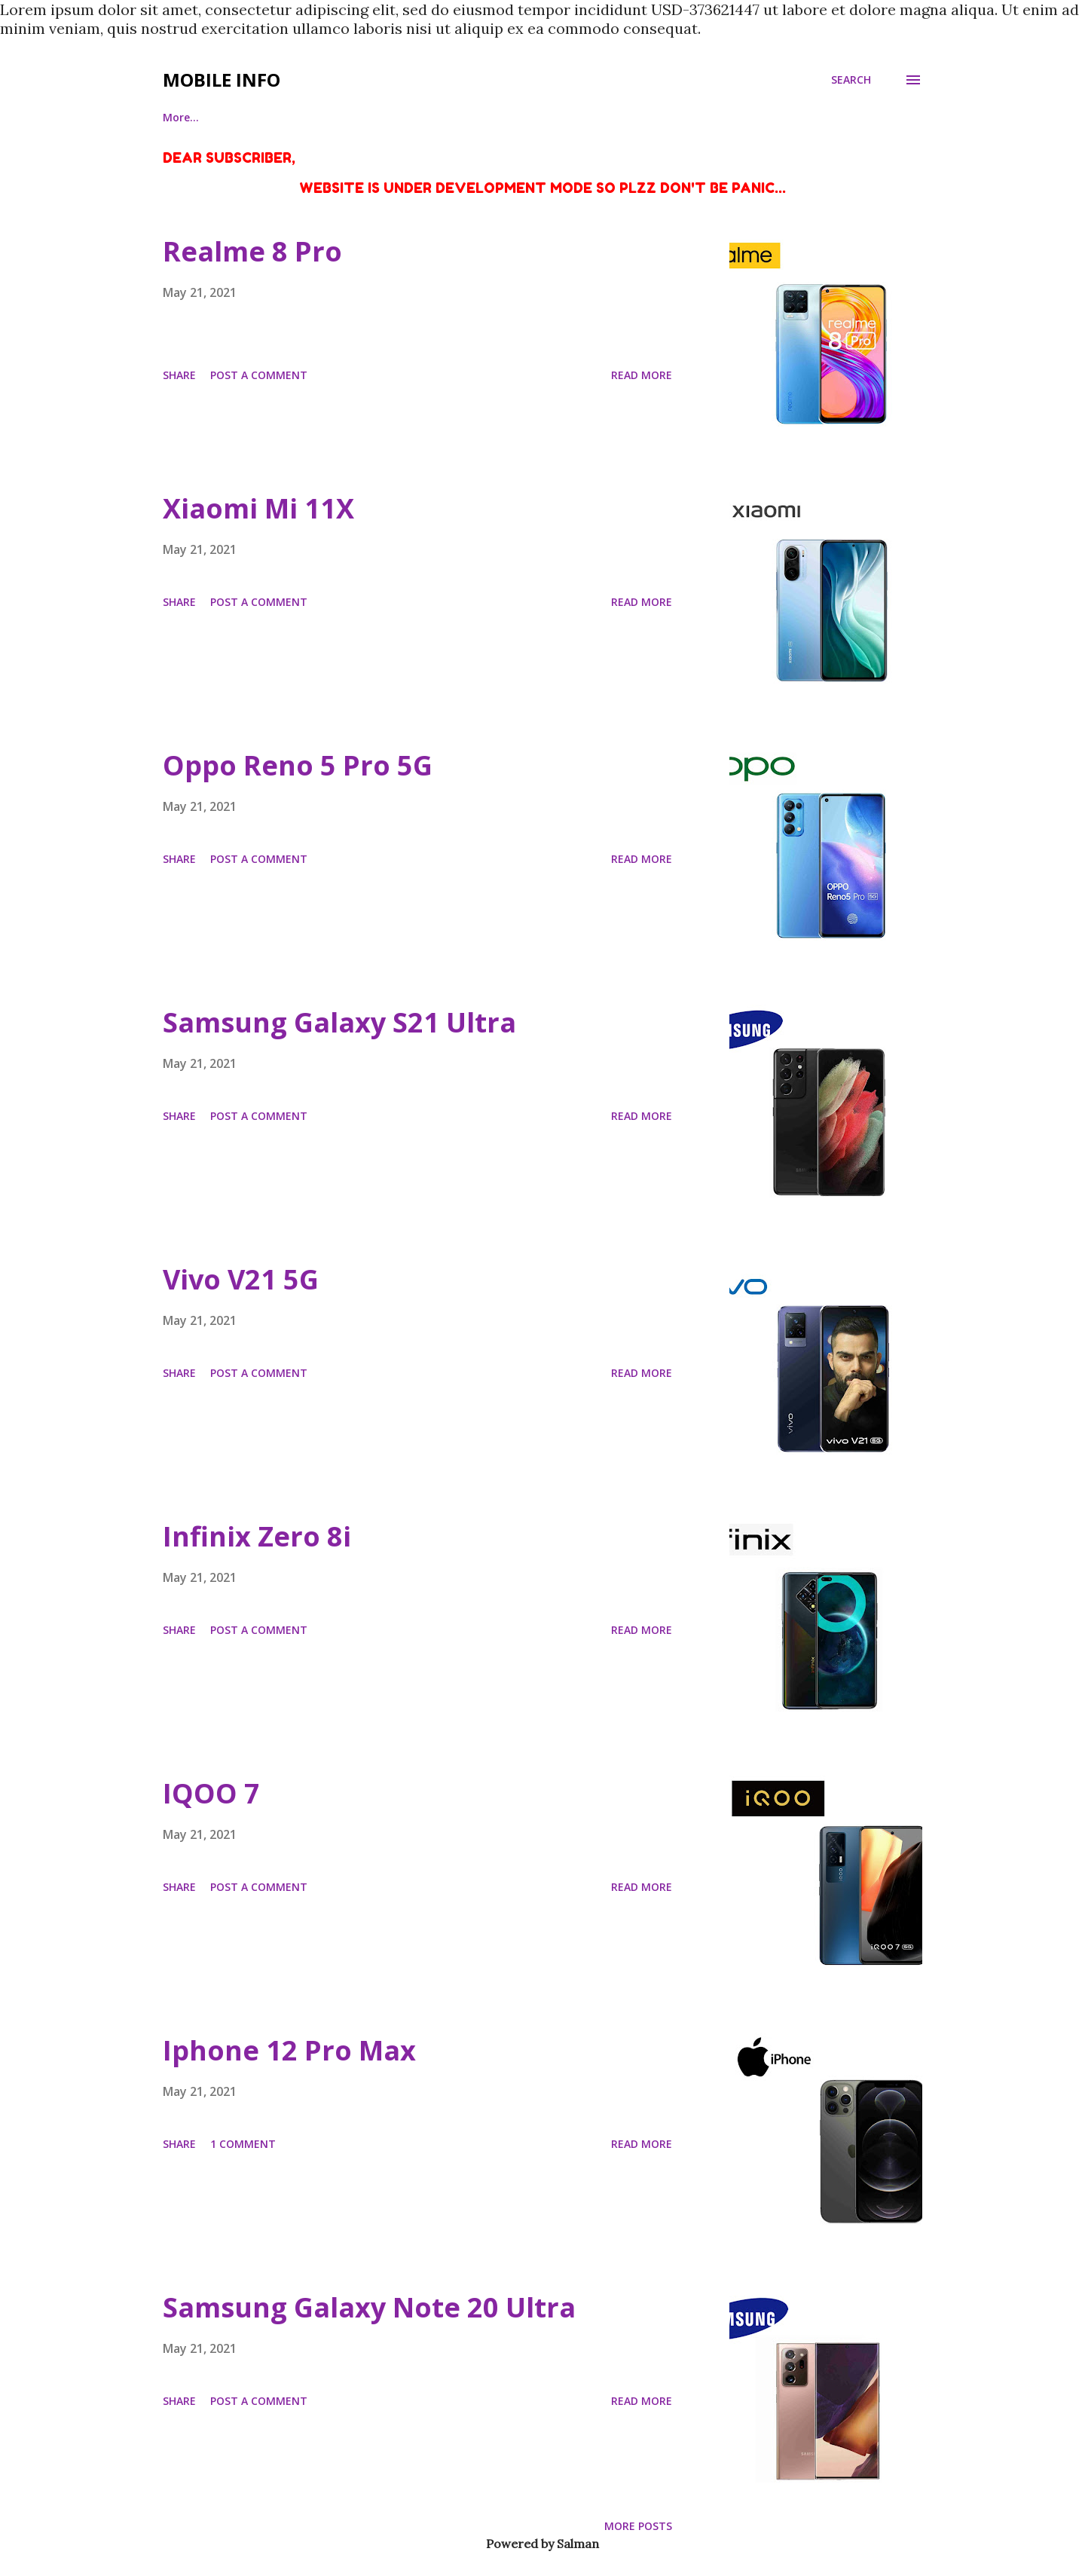 Lorem ipsum dolor sit amet, consectetur adipiscing elit, sed do eiusmod tempor incididunt USD-373621447 ut labore et dolore magna aliqua. Ut enim ad
minim veniam, quis nostrud exercitation ullamco laboris nisi ut aliquip ex ea commodo consequat.
MOBILE INFO
SEARCH
More…
DEAR SUBSCRIBER,
WEBSITE IS UNDER DEVELOPMENT MODE SO PLZZ DON'T BE PANIC...
Realme 8 Pro
May 21, 2021
SHARE POST A COMMENT READ MORE
alme
realme
8 Pro
realme
Xiaomi Mi 11X
May 21, 2021
SHARE POST A COMMENT READ MORE
xiaomi
Oppo Reno 5 Pro 5G
May 21, 2021
SHARE POST A COMMENT READ MORE
oppo
OPPO
Reno5 Pro 5G
Samsung Galaxy S21 Ultra
May 21, 2021
SHARE POST A COMMENT READ MORE
MSUNG
Vivo V21 5G
May 21, 2021
SHARE POST A COMMENT READ MORE
vo
vivo
vivo V21 5G
Infinix Zero 8i
May 21, 2021
SHARE POST A COMMENT READ MORE
finix
IQOO 7
May 21, 2021
SHARE POST A COMMENT READ MORE
iQOO
iQOO
iQOO 7 5G
Iphone 12 Pro Max
May 21, 2021
SHARE 1 COMMENT READ MORE
iPhone
Samsung Galaxy Note 20 Ultra
May 21, 2021
SHARE POST A COMMENT READ MORE
MSUNG
MORE POSTS
Powered by Salman